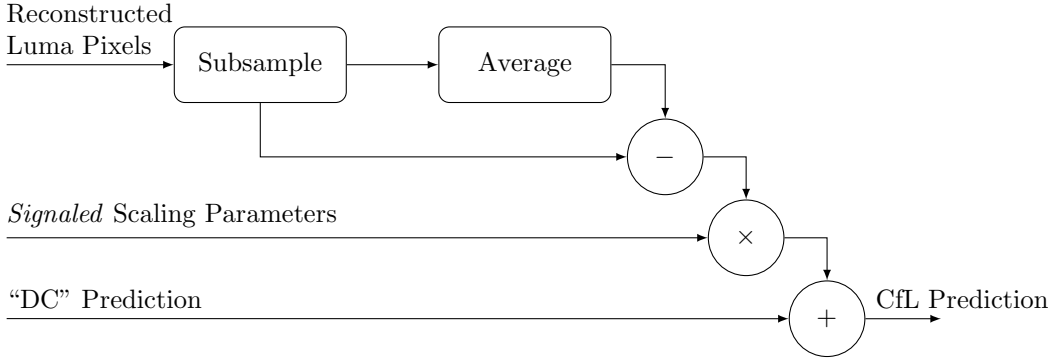 Reconstructed
Luma Pixels
Subsample
Average
−
Signaled Scaling Parameters
×
“DC” Prediction
+
CfL Prediction